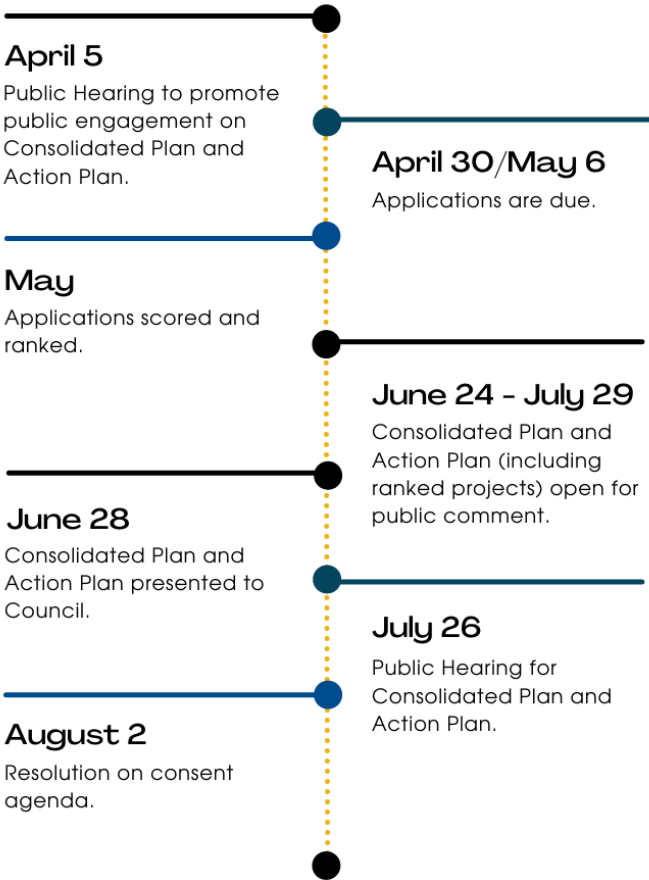 April 5
Public Hearing to promote
public engagement on
Consolidated Plan and
Action Plan.
April 30/May 6
Applications are due.
May
Applications scored and
ranked.
June 24 - July 29
Consolidated Plan and
Action Plan (including
ranked projects) open for
public comment.
June 28
Consolidated Plan and
Action Plan presented to
Council.
July 26
Public Hearing for
Consolidated Plan and
Action Plan.
August 2
Resolution on consent
agenda.